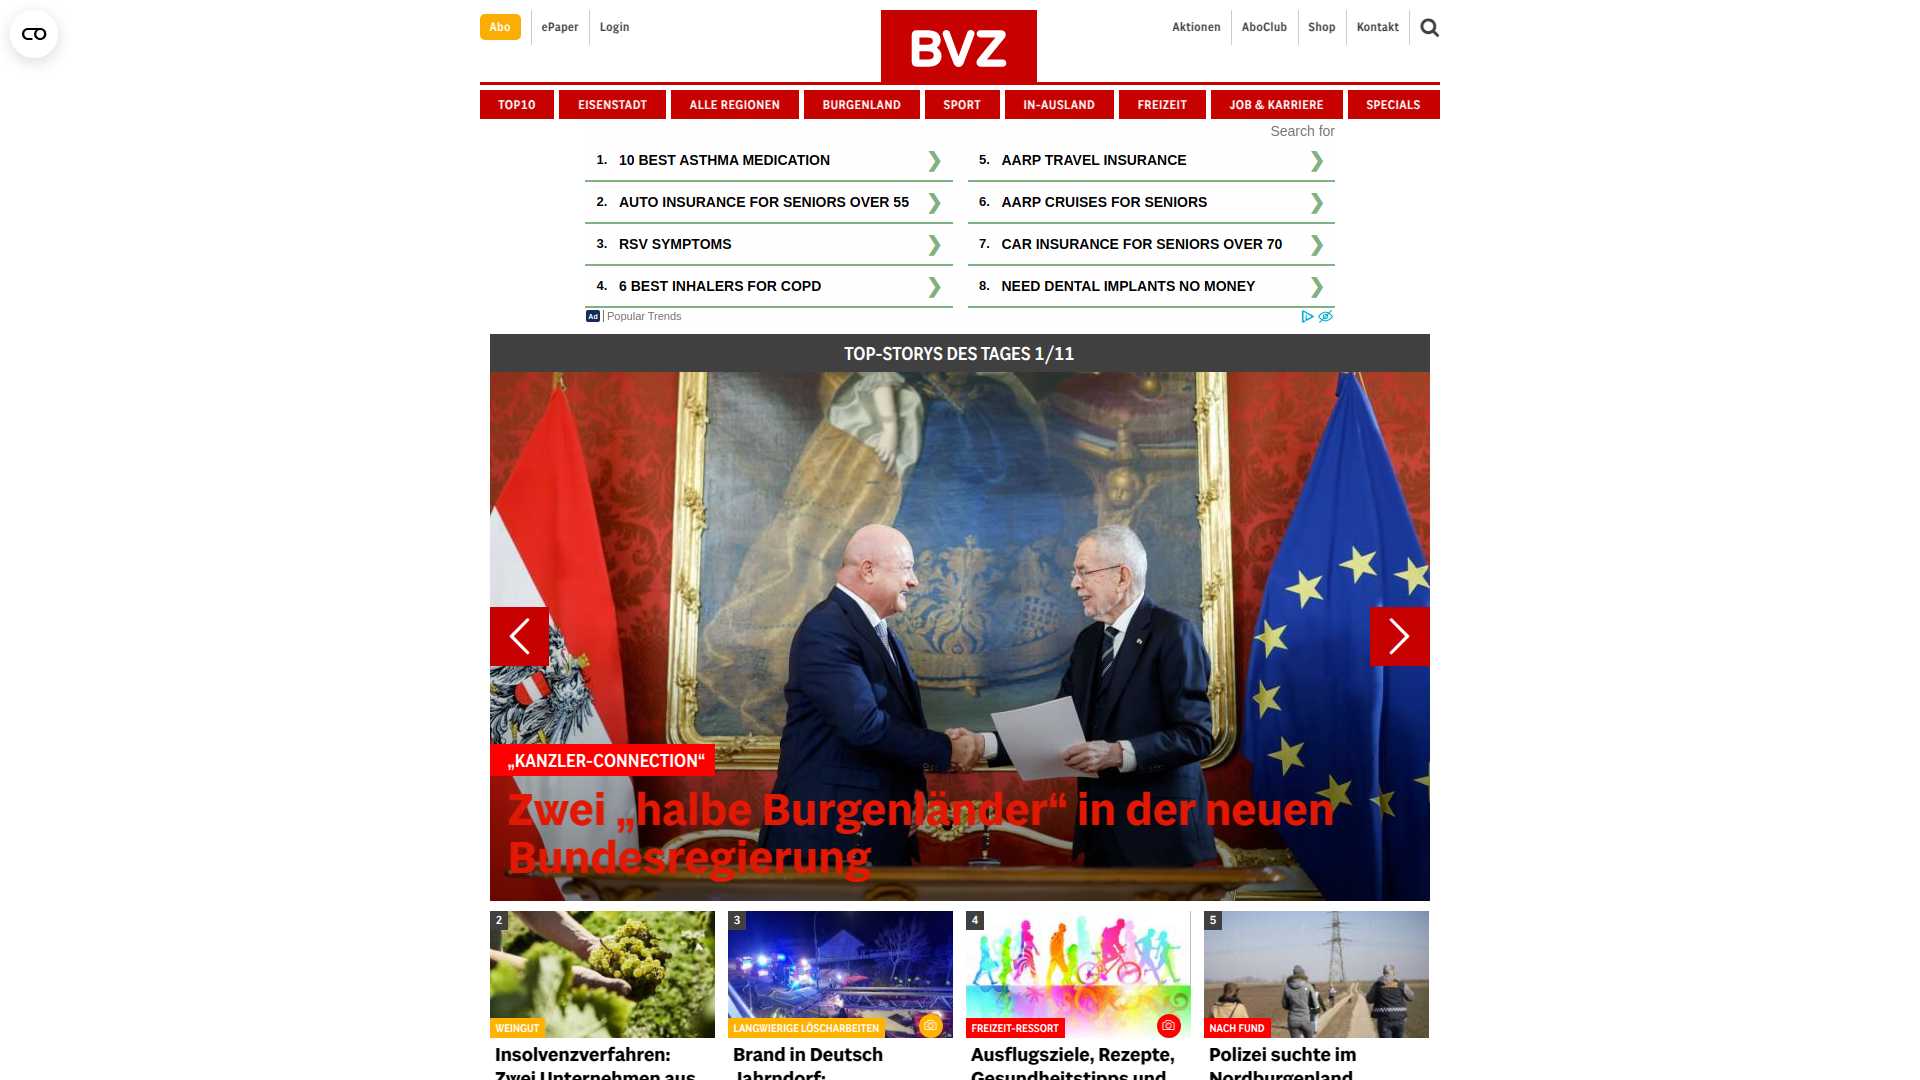 Abo
ePaper
Login
BVZ
Aktionen
AboClub
Shop
Kontakt
TOP10
EISENSTADT
ALLE REGIONEN
BURGENLAND
SPORT
IN-AUSLAND
FREIZEIT
JOB & KARRIERE
SPECIALS
Search for
1. 10 BEST ASTHMA MEDICATION
2. AUTO INSURANCE FOR SENIORS OVER 55
3. RSV SYMPTOMS
4. 6 BEST INHALERS FOR COPD
5. AARP TRAVEL INSURANCE
6. AARP CRUISES FOR SENIORS
7. CAR INSURANCE FOR SENIORS OVER 70
8. NEED DENTAL IMPLANTS NO MONEY
Ad | Popular Trends
TOP-STORYS DES TAGES 1/11
„KANZLER-CONNECTION“
Zwei „halbe Burgenländer“ in der neuen
Bundesregierung
2
WEINGUT
Insolvenzverfahren:
Zwei Unternehmen aus
3
LANGWIERIGE LÖSCHARBEITEN
Brand in Deutsch
Jahrndorf:
4
FREIZEIT-RESSORT
Ausflugsziele, Rezepte,
Gesundheitstipps und
5
NACH FUND
Polizei suchte im
Nordburgenland